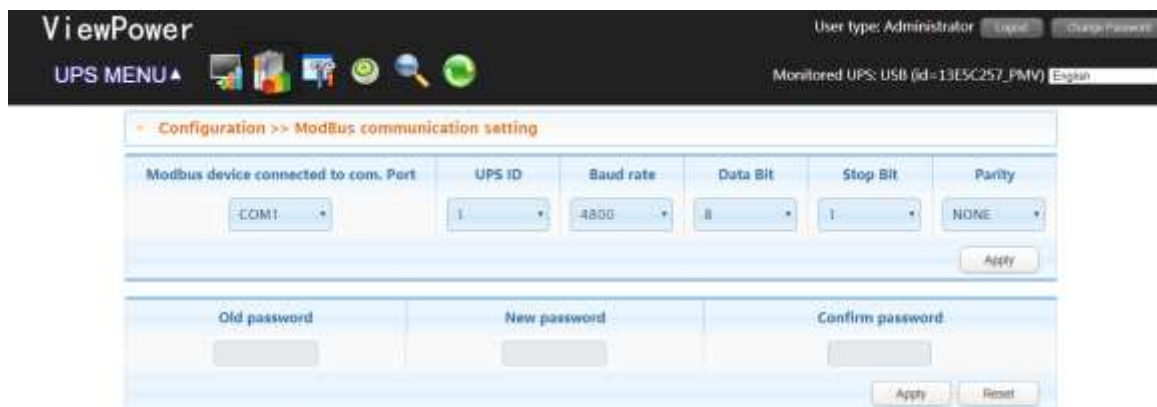 ViewPower
User type: Administrator Logout Change Password
UPS MENU▲
Monitored UPS: USB (id=13E5C257_PMV) English
- Configuration >> ModBus communication setting
Modbus device connected to com. Port UPS ID Baud rate Data Bit Stop Bit Parity
COM1 1 4800 8 1 NONE
Apply
Old password New password Confirm password
Apply Reset